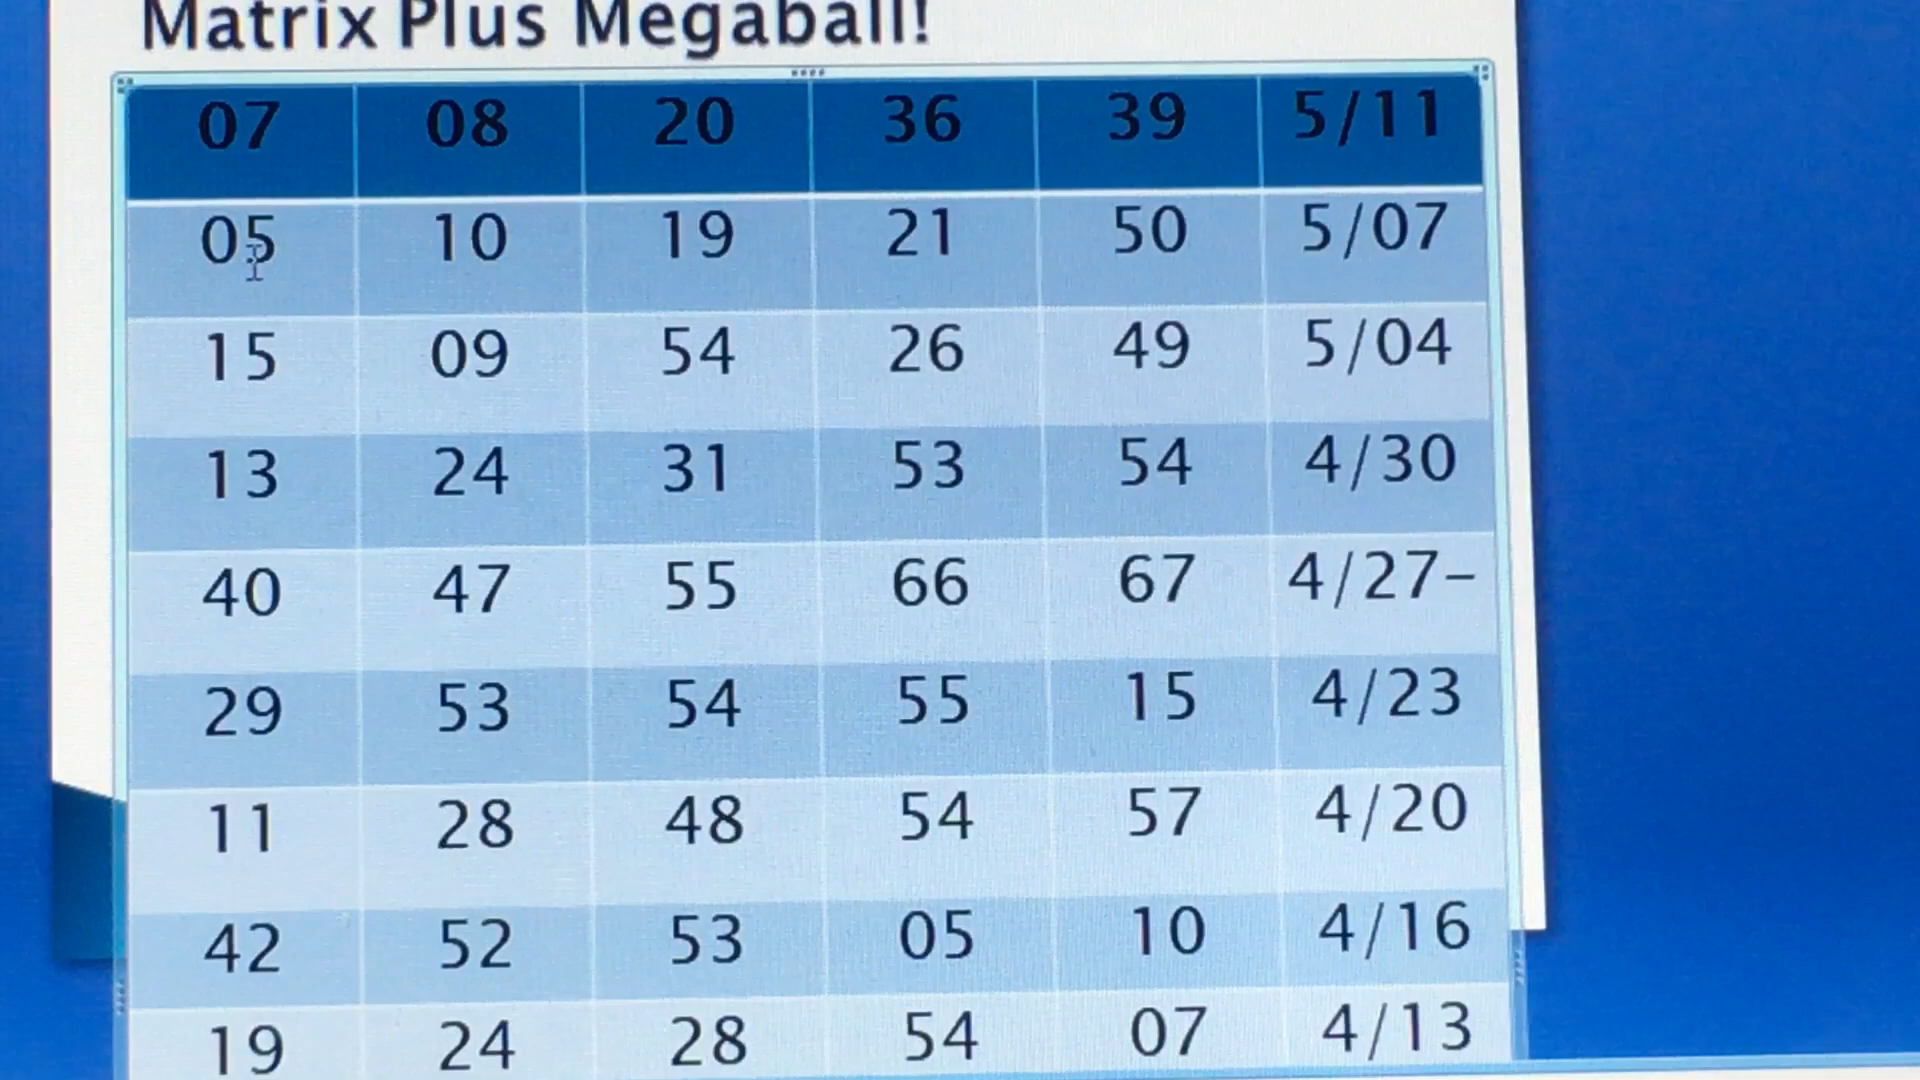 Matrix Plus Megaball!
07 08 20 36 39 5/11
05 10 19 21 50 5/07
15 09 54 26 49 5/04
13 24 31 53 54 4/30
40 47 55 66 67 4/27-
29 53 54 55 15 4/23
11 28 48 54 57 4/20
42 52 53 05 10 4/16
19 24 28 54 07 4/13